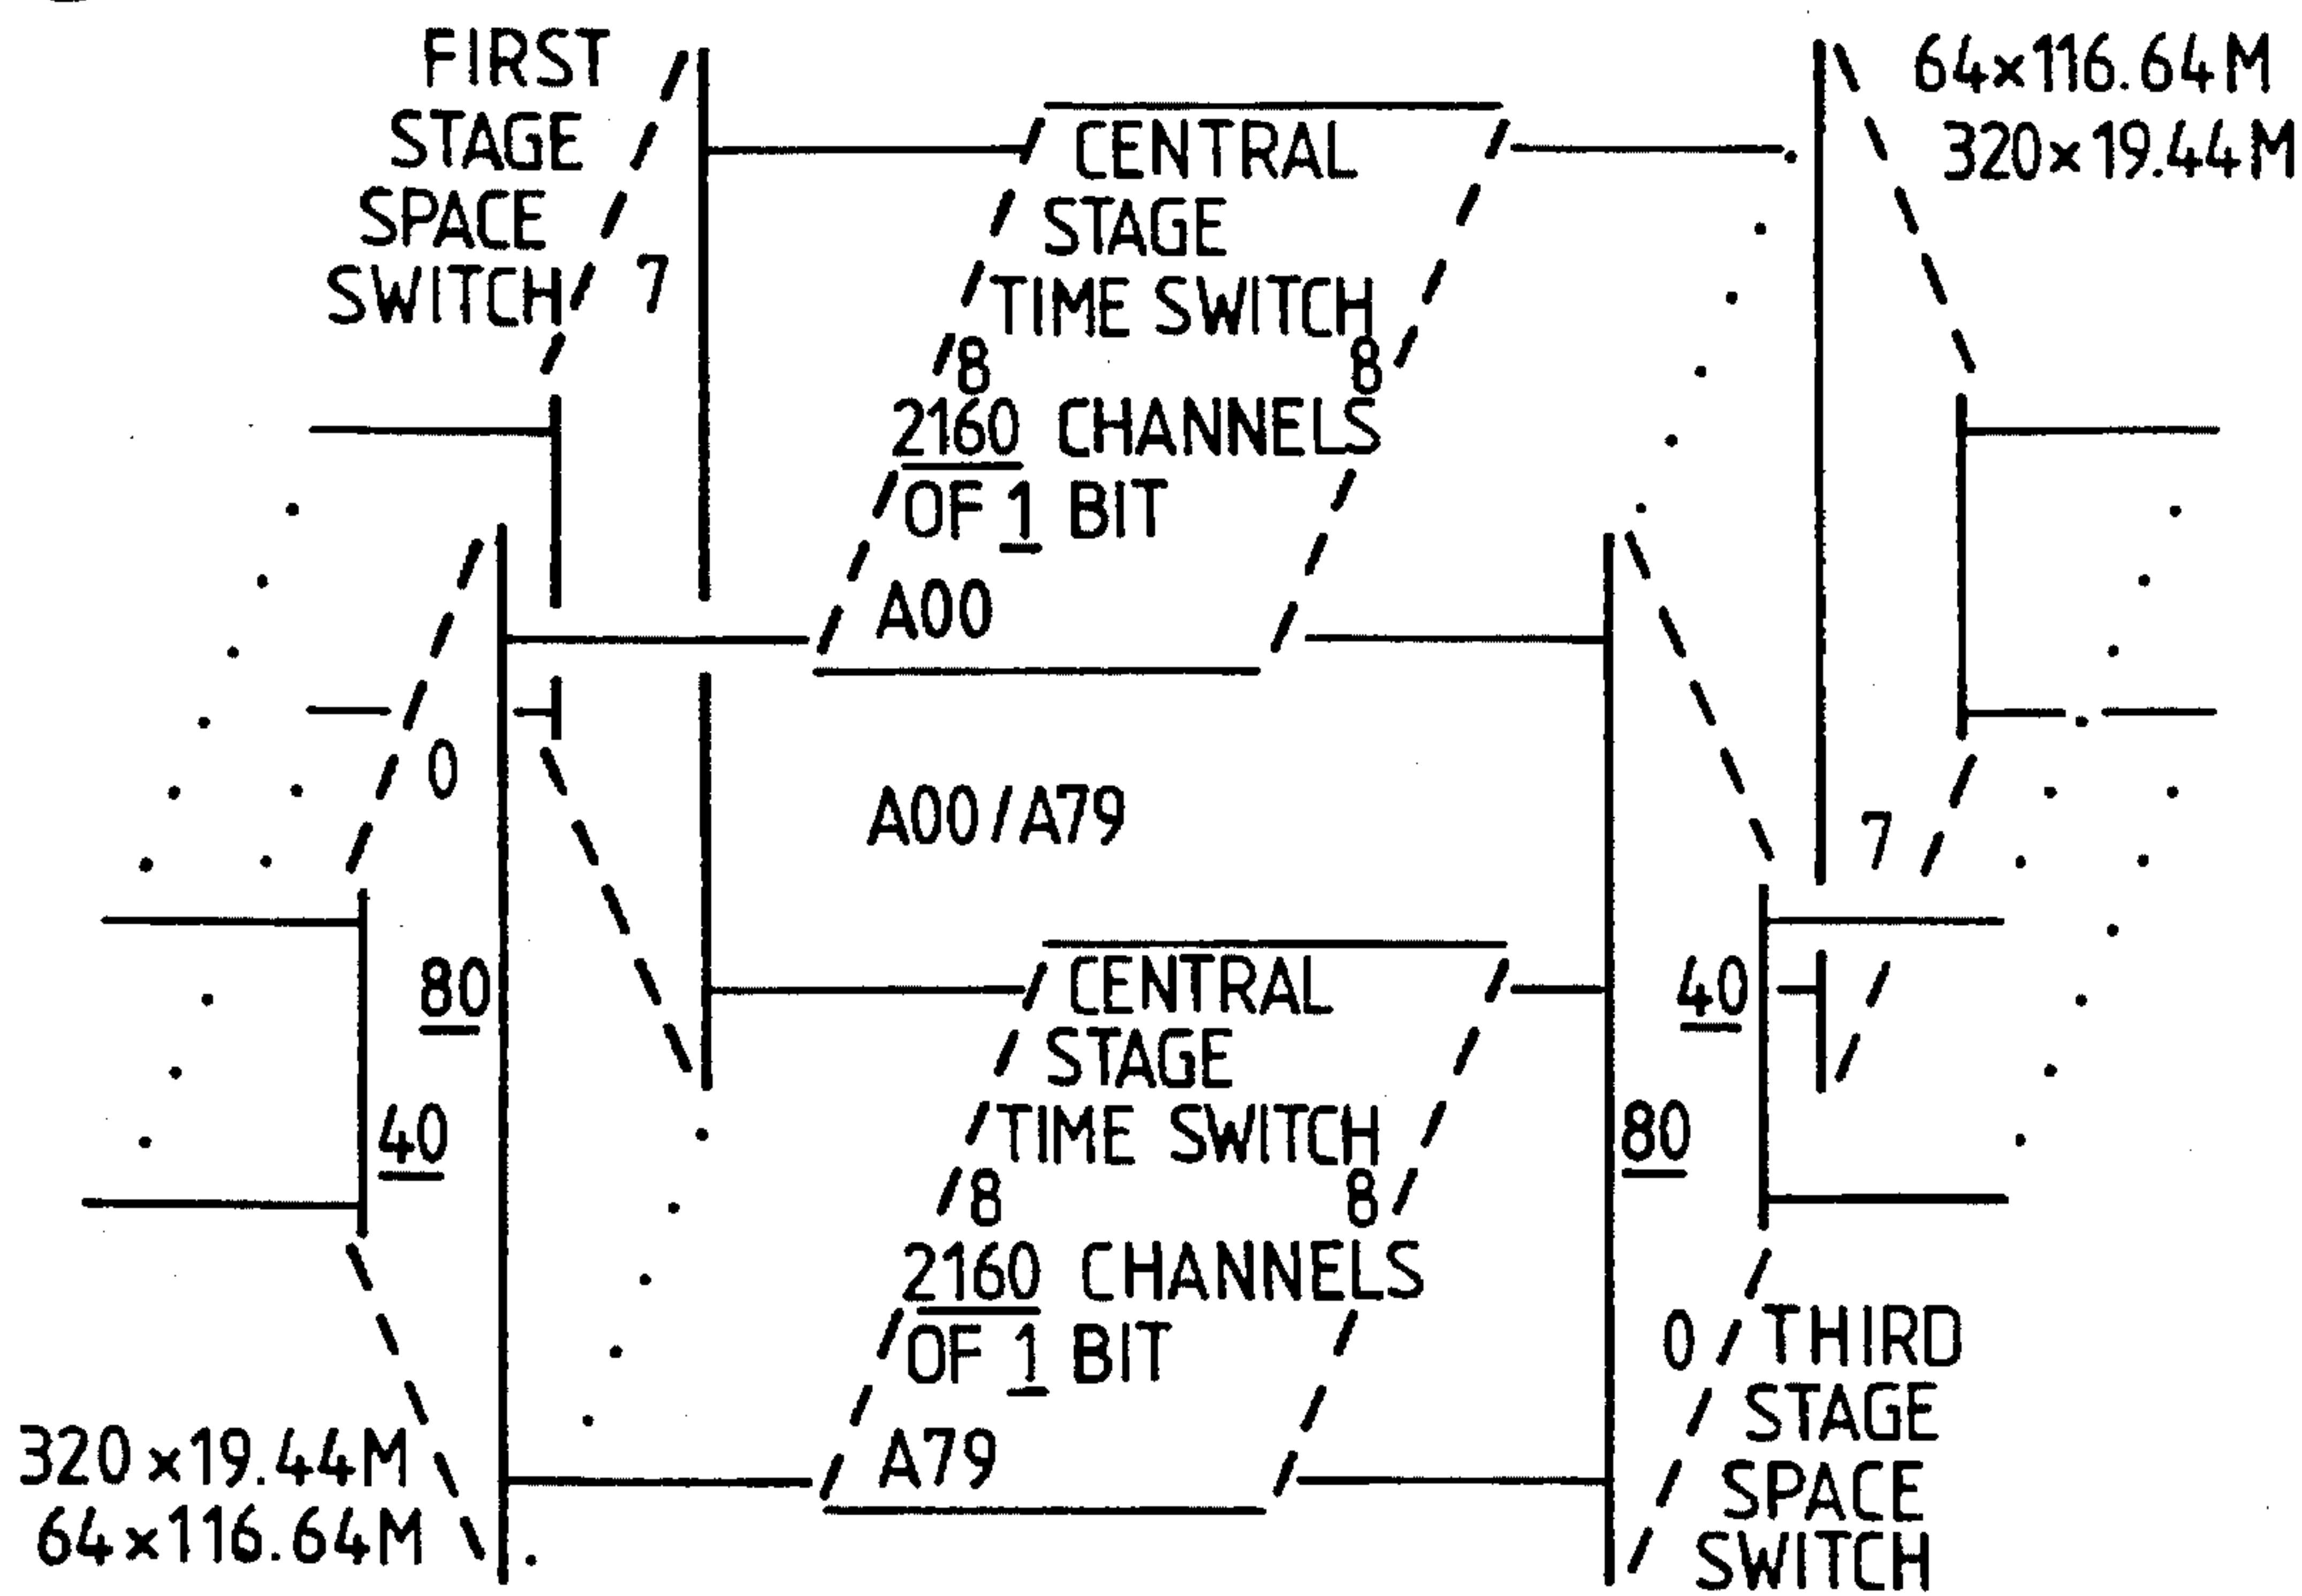 FIRST
STAGE
SPACE
SWITCH
7
64×116.64M
320×19.44M
CENTRAL
STAGE
TIME SWITCH
8 8
2160 CHANNELS
OF 1 BIT
A00
0
A00/A79
7
80
40
40
80
CENTRAL
STAGE
TIME SWITCH
8 8
2160 CHANNELS
OF 1 BIT
A79
320×19.44M
64×116.64M
0
THIRD
STAGE
SPACE
SWITCH